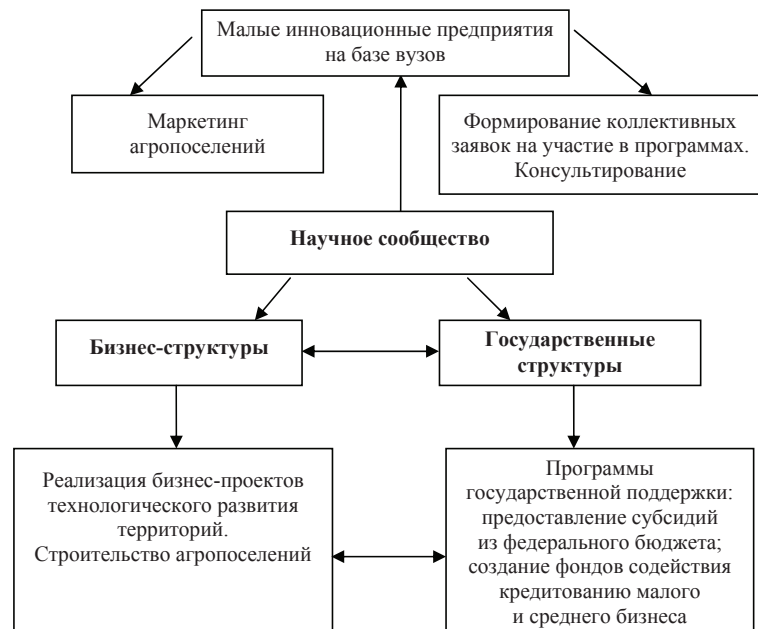 Малые инновационные предприятия
на базе вузов
Маркетинг
агропоселений
Формирование коллективных
заявок на участие в программах.
Консультирование
Научное сообщество
Бизнес-структуры
Государственные
структуры
Реализация бизнес-проектов
технологического развития
территорий.
Строительство агропоселений
Программы
государственной поддержки:
предоставление субсидий
из федерального бюджета;
создание фондов содействия
кредитованию малого
и среднего бизнеса